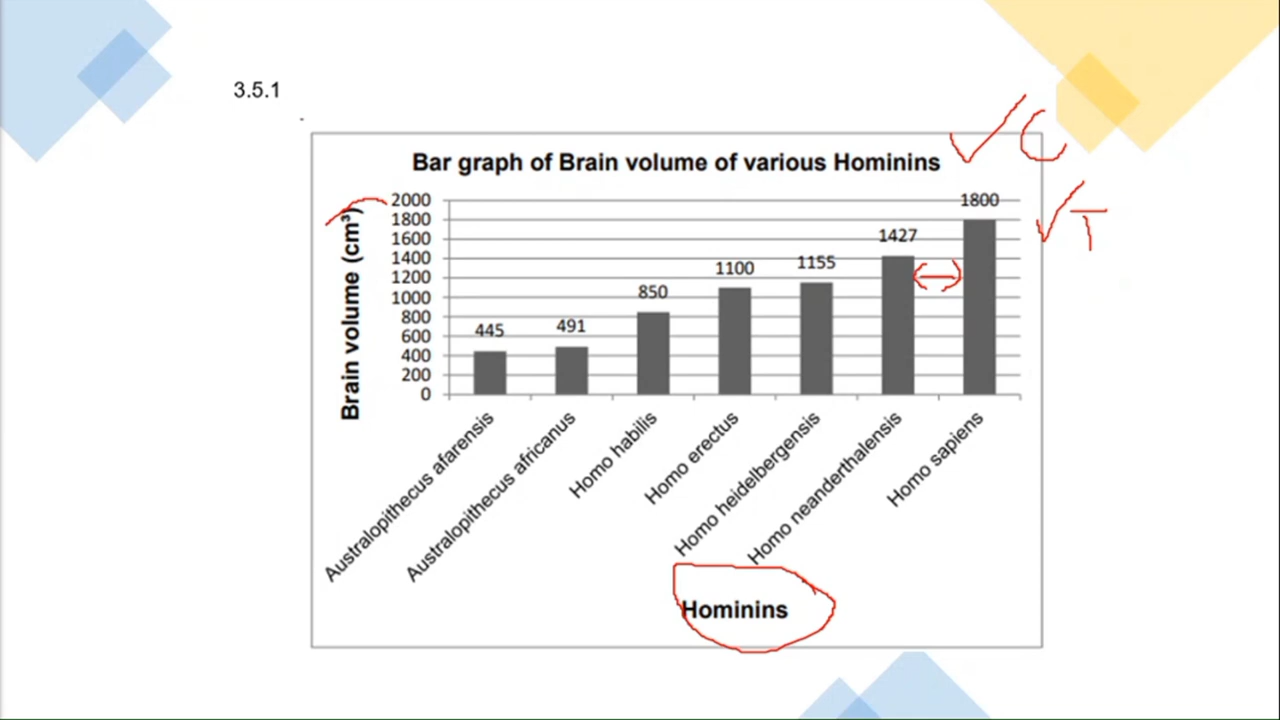 3.5.1
Bar graph of Brain volume of various Hominins
C
T
Brain volume (cm³)
2000
1800
1600
1400
1200
1000
800
600
400
200
0
445
491
850
1100
1155
1427
1800
Australopithecus afarensis
Australopithecus africanus
Homo habilis
Homo erectus
Homo heidelbergensis
Homo neanderthalensis
Homo sapiens
Hominins